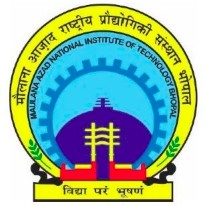 मौलाना आज़ाद राष्ट्रीय प्रौद्योगिकी संस्थान भोपाल
MAULANA AZAD NATIONAL INSTITUTE OF TECHNOLOGY BHOPAL
विद्या परं भूषणं